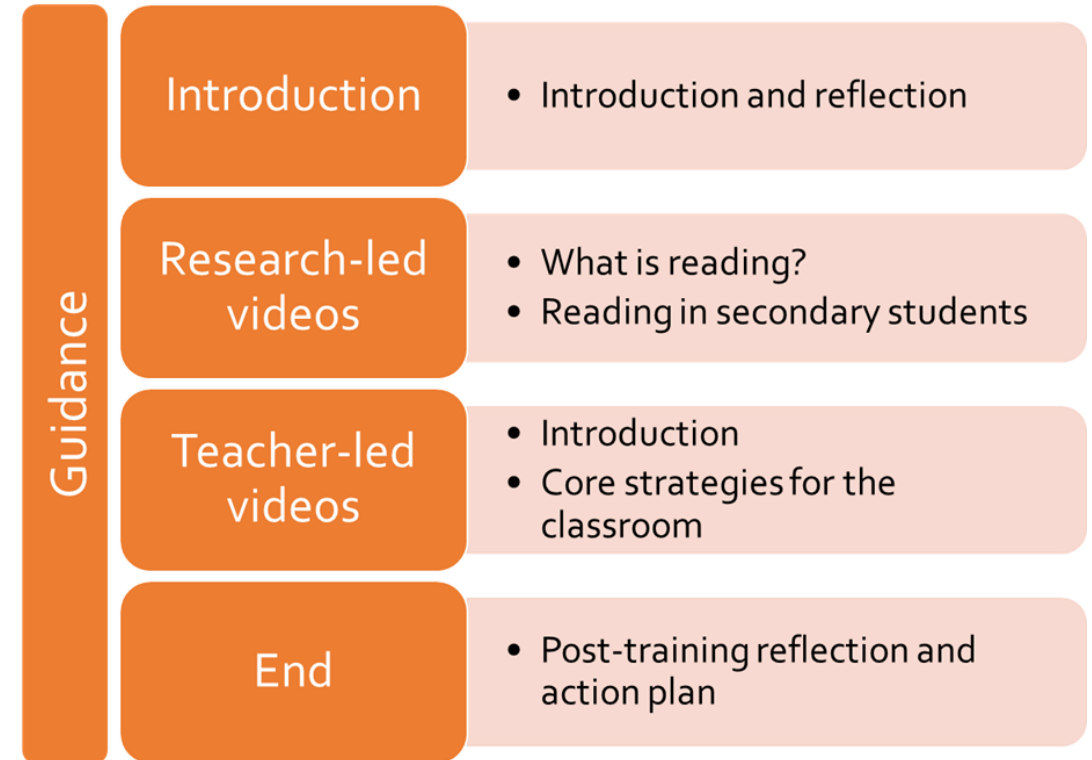 Guidance
Introduction
• Introduction and reflection
Research-led
videos
• What is reading?
• Reading in secondary students
Teacher-led
videos
• Introduction
• Core strategies for the
classroom
End
• Post-training reflection and
action plan